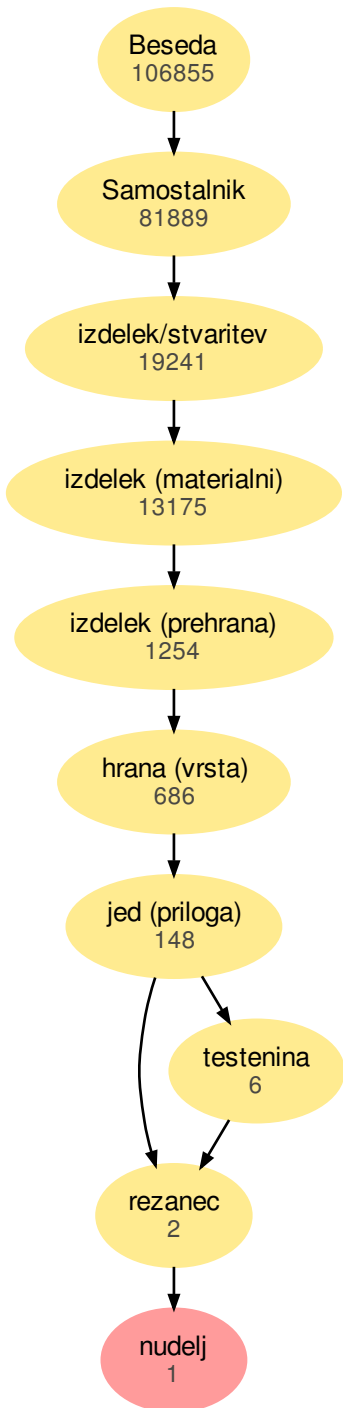 Beseda
106855
Samostalnik
81889
izdelek/stvaritev
19241
izdelek (materialni)
13175
izdelek (prehrana)
1254
hrana (vrsta)
686
jed (priloga)
148
testenina
6
rezanec
2
nudelj
1